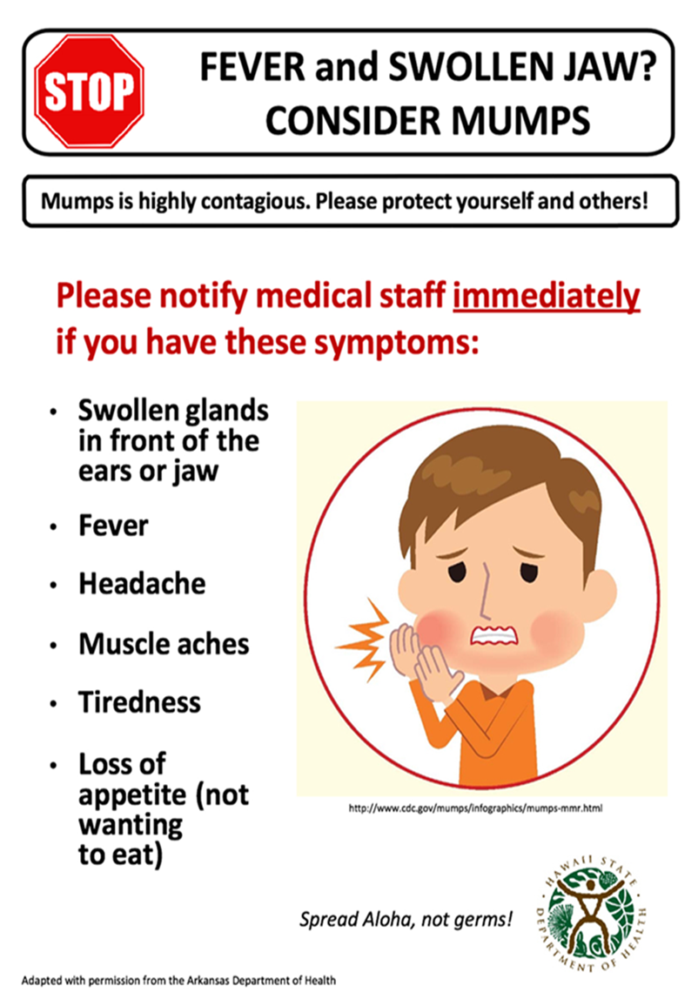 STOP
FEVER and SWOLLEN JAW?
CONSIDER MUMPS
Mumps is highly contagious. Please protect yourself and others!
Please notify medical staff immediately
if you have these symptoms:
• Swollen glands
in front of the
ears or jaw
• Fever
• Headache
• Muscle aches
• Tiredness
• Loss of
appetite (not
wanting
to eat)
http://www.cdc.gov/mumps/infographics/mumps-mmr.html
Spread Aloha, not germs!
HAWAII STATE
DEPARTMENT OF HEALTH
Adapted with permission from the Arkansas Department of Health